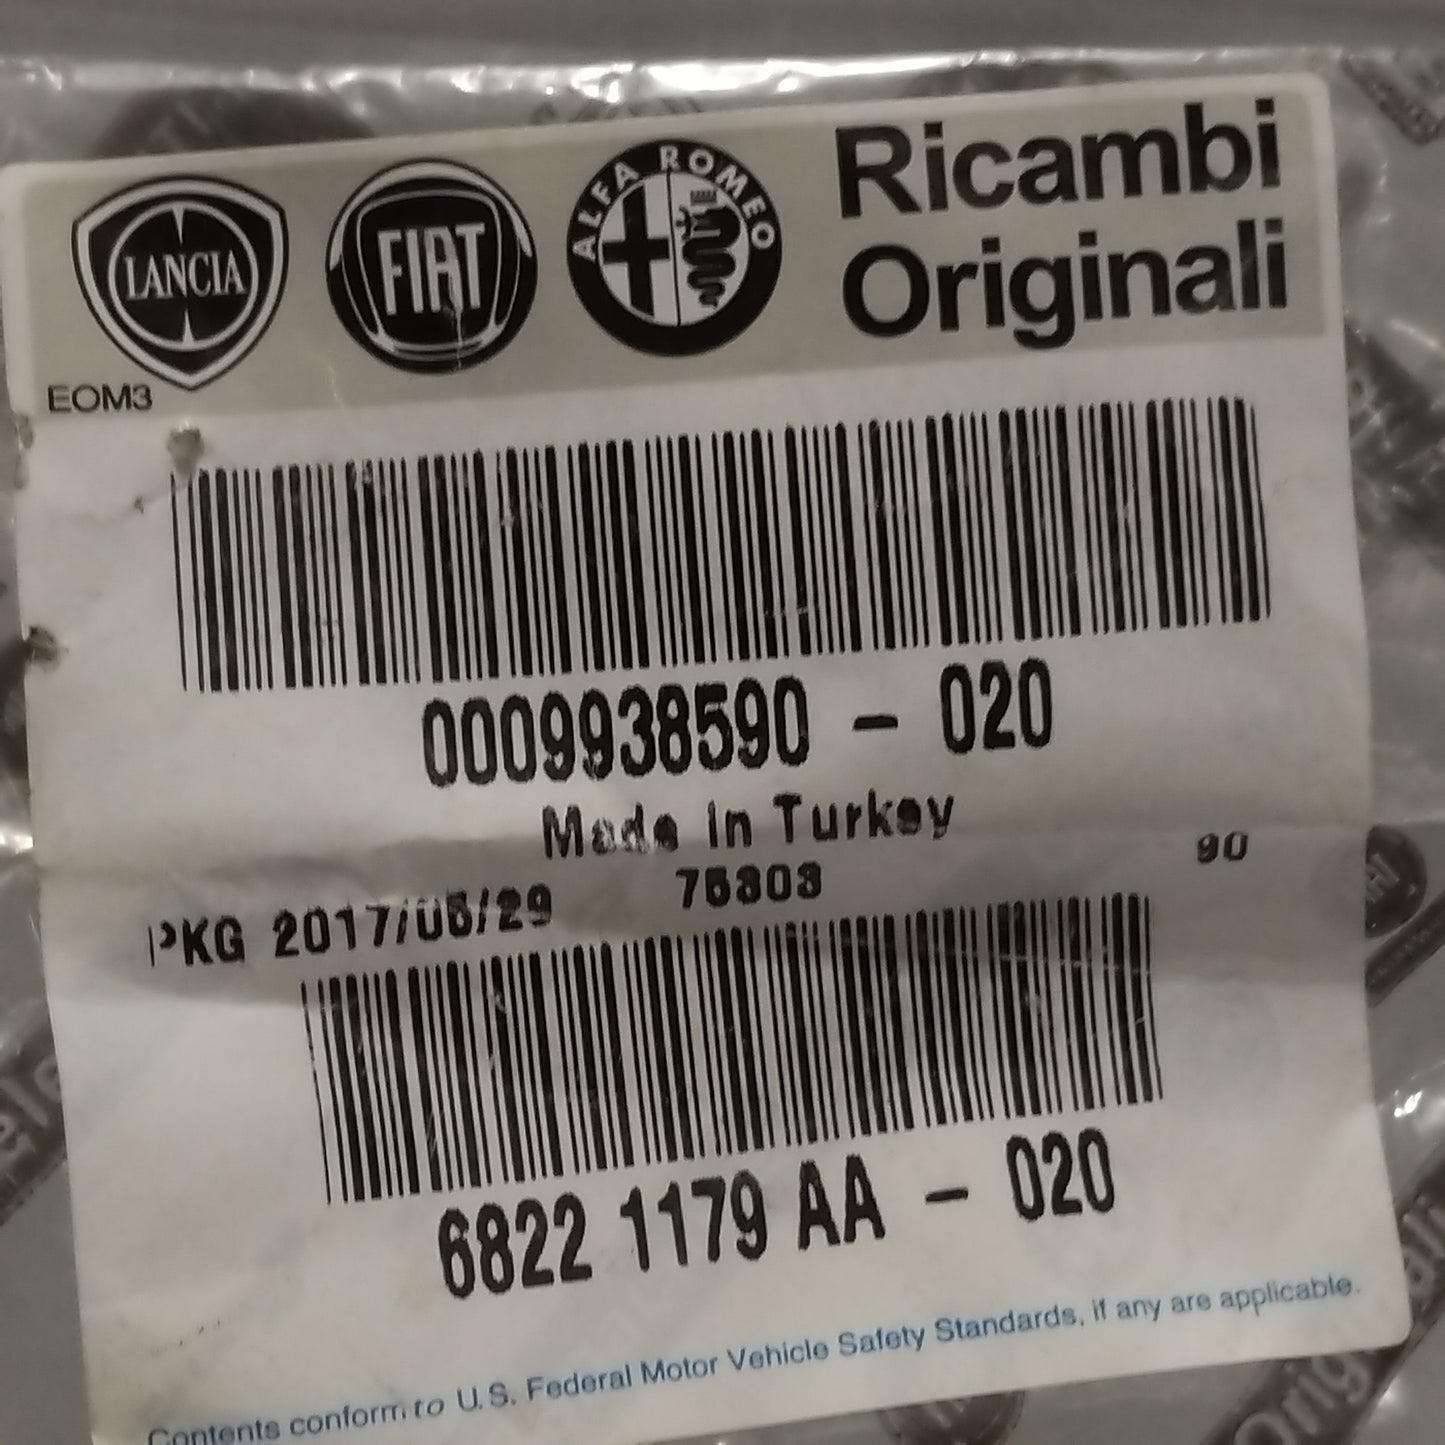 LANCIA
FIAT
ALFA ROMEO
Ricambi
Originali
EOM3
0009938590 - 020
Made in Turkey
90
75303
PKG 2017/06/29
6822 1179 AA - 020
Contents conform to U.S. Federal Motor Vehicle Safety Standards, if any are applicable.